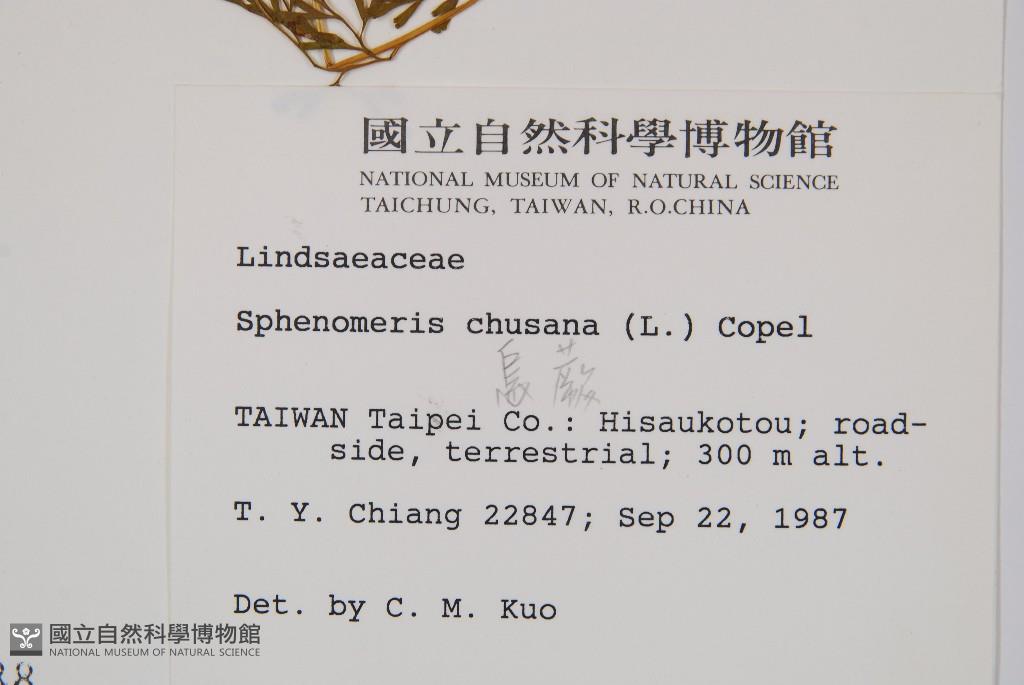 國立自然科學博物館
NATIONAL MUSEUM OF NATURAL SCIENCE
TAICHUNG, TAIWAN, R.O.CHINA
Lindsaeaceae
Sphenomeris chusana (L.) Copel
烏蕨
TAIWAN Taipei Co.: Hisaukotou; road-
side, terrestrial; 300 m alt.
T. Y. Chiang 22847; Sep 22, 1987
Det. by C. M. Kuo
國立自然科學博物館
NATIONAL MUSEUM OF NATURAL SCIENCE